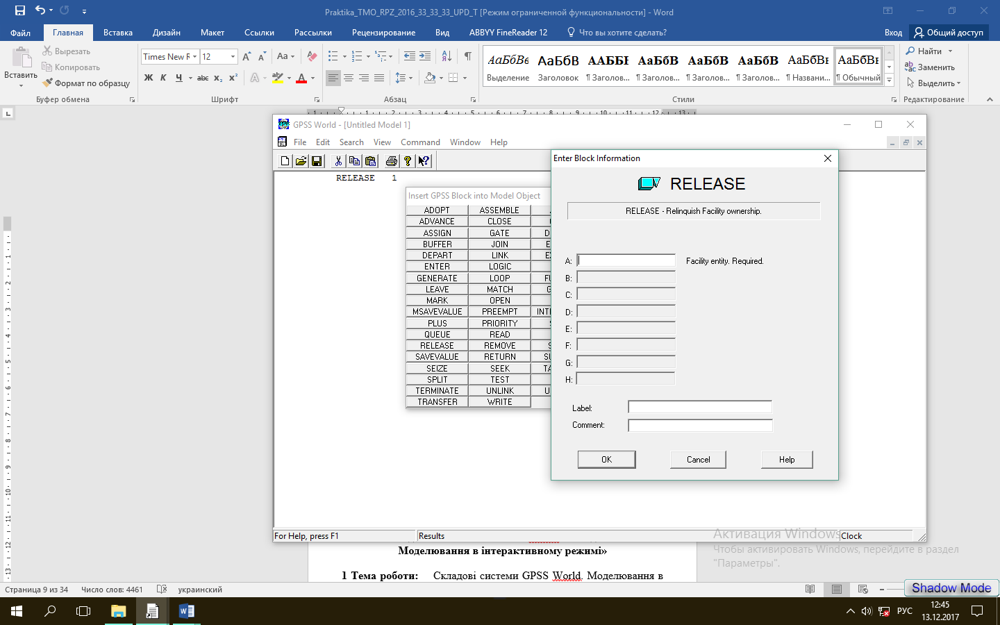 Praktika_TMO_RPZ_2016_33_33_33_UPD_T [Режим ограниченной функциональности] - Word
Файл Главная Вставка Дизайн Макет Ссылки Рассылки Рецензирование Вид ABBYY FineReader 12 Что вы хотите сделать? Вход Общий доступ
Вставить
Вырезать
Копировать
Формат по образцу
Буфер обмена
Times New R 12
Ж К Ч abc x₂ x²
Шрифт
Абзац
АаБбВв АаБбВ ААББІ АаБбВ АаБбВ АаБбВ АаБбВı АаБбВı
Выделение Заголовок ¶ Заголов... ¶ Заголов... ¶ Заголов... ¶ Заголов... ¶ Названи... ¶ Обычный
Стили
Найти
Заменить
Выделить
Редактирование
GPSS World - [Untitled Model 1]
File Edit Search View Command Window Help
RELEASE 1
Insert GPSS Block into Model Object
ADOPT ASSEMBLE
ADVANCE CLOSE
ASSIGN GATE
BUFFER JOIN
DEPART LINK
ENTER LOGIC
GENERATE LOOP
LEAVE MATCH
MARK OPEN
MSAVEVALUE PREEMPT
PLUS PRIORITY
QUEUE READ
RELEASE REMOVE
SAVEVALUE RETURN
SEIZE SEEK
SPLIT TEST
TERMINATE UNLINK
TRANSFER WRITE
Enter Block Information
RELEASE
RELEASE - Relinquish Facility ownership.
A: Facility entity. Required.
B:
C:
D:
E:
F:
G:
H:
Label:
Comment:
OK Cancel Help
For Help, press F1 Results Clock
Активация Windows
Чтобы активировать Windows, перейдите в раздел
"Параметры".
Моделювання в інтерактивному режимі»
1 Тема роботи: Складові системи GPSS World. Моделювання в
Страница 9 из 34 Число слов: 4461 украинский
Shadow Mode
РУС
12:45
13.12.2017